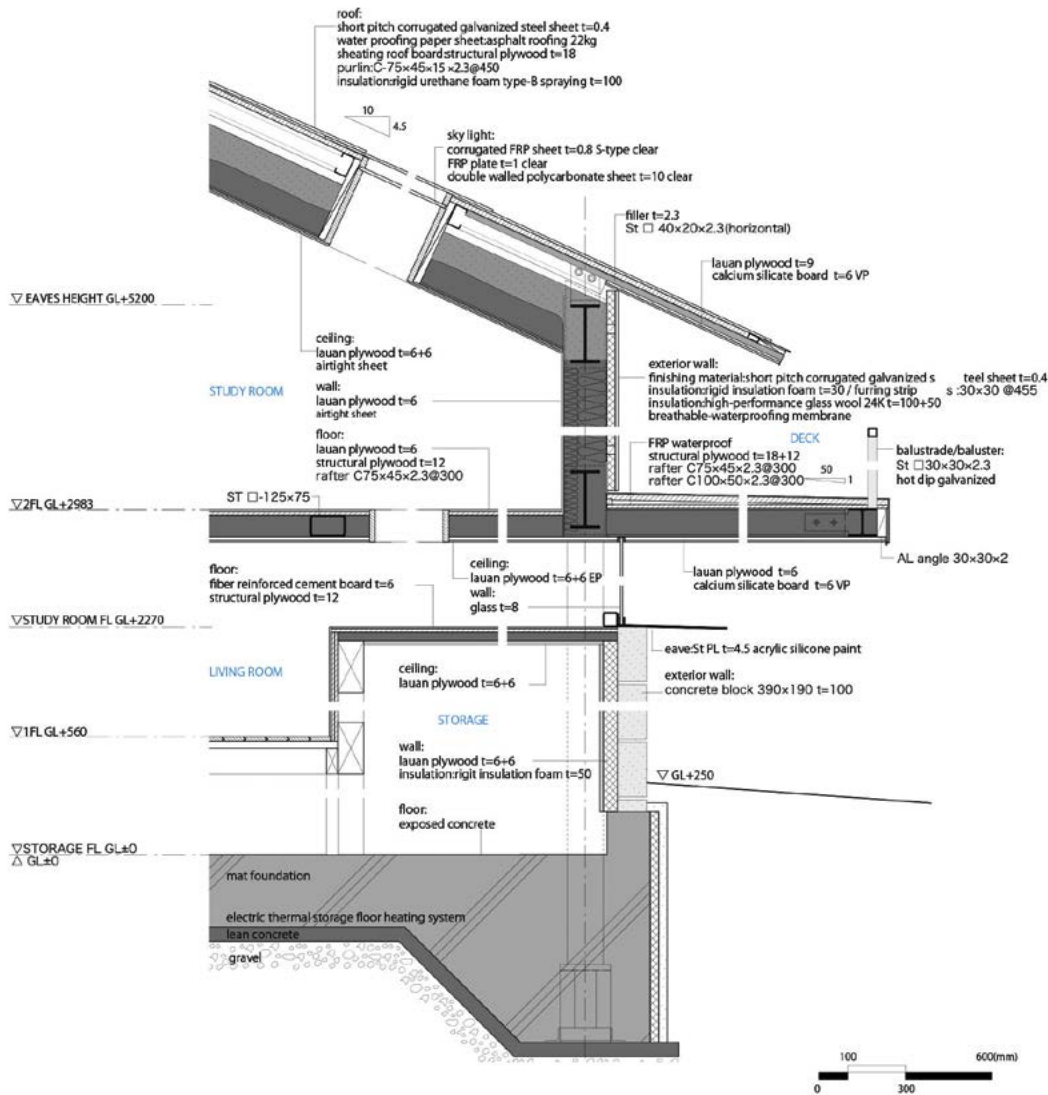 roof:
short pitch corrugated galvanized steel sheet t=0.4
water proofing paper sheet:asphalt roofing 22kg
sheating roof board:structural plywood t=18
purlin:C-75×45×15 ×2.3@450
insulation:rigid urethane foam type-B spraying t=100
10
4.5
sky light:
corrugated FRP sheet t=0.8 S-type clear
FRP plate t=1 clear
double walled polycarbonate sheet t=10 clear
filler t=2.3
St □ 40×20×2.3(horizontal)
lauan plywood t=9
calcium silicate board t=6 VP
▽ EAVES HEIGHT GL+5200
ceiling:
lauan plywood t=6+6
airtight sheet
STUDY ROOM
wall:
lauan plywood t=6
airtight sheet
exterior wall:
finishing material:short pitch corrugated galvanized s teel sheet t=0.4
insulation:rigid insulation foam t=30 / furring strip s :30×30 @455
insulation:high-performance glass wool 24K t=100+50
breathable-waterproofing membrane
floor:
lauan plywood t=6
structural plywood t=12
rafter C75×45×2.3@300
FRP waterproof
structural plywood t=18+12
rafter C75×45×2.3@300
rafter C100×50×2.3@300
DECK
50
1
balustrade/baluster:
St □30×30×2.3
hot dip galvanized
ST □-125×75
▽2FL GL+2983
AL angle 30×30×2
floor:
fiber reinforced cement board t=6
structural plywood t=12
ceiling:
lauan plywood t=6+6 EP
wall:
glass t=8
lauan plywood t=6
calcium silicate board t=6 VP
▽STUDY ROOM FL GL+2270
eave:St PL t=4.5 acrylic silicone paint
LIVING ROOM
ceiling:
lauan plywood t=6+6
exterior wall:
concrete block 390×190 t=100
STORAGE
▽1FL GL+560
wall:
lauan plywood t=6+6
insulation:rigit insulation foam t=50
▽ GL+250
floor:
exposed concrete
▽STORAGE FL GL±0
△ GL±0
mat foundation
electric thermal storage floor heating system
lean concrete
gravel
100
600(mm)
0
300